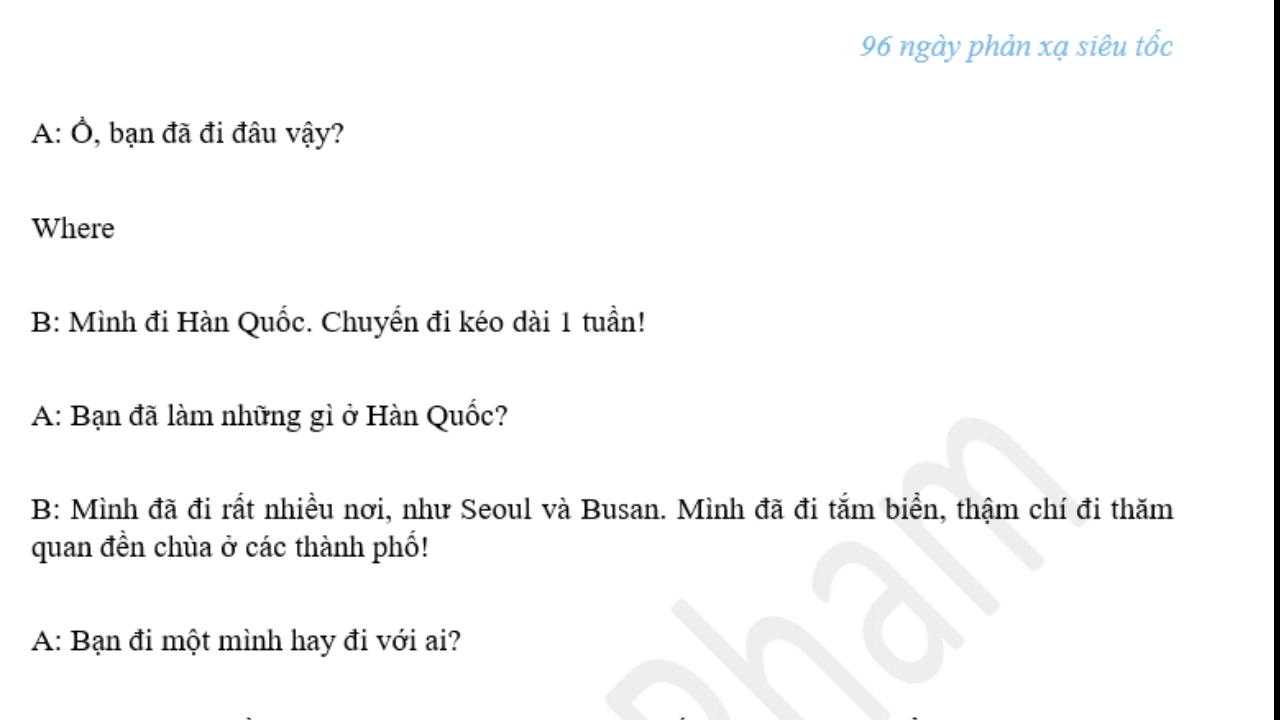 96 ngày phản xạ siêu tốc
A: Ồ, bạn đã đi đâu vậy?
Where
B: Mình đi Hàn Quốc. Chuyến đi kéo dài 1 tuần!
A: Bạn đã làm những gì ở Hàn Quốc?
B: Mình đã đi rất nhiều nơi, như Seoul và Busan. Mình đã đi tắm biển, thậm chí đi thăm
quan đền chùa ở các thành phố!
A: Bạn đi một mình hay đi với ai?
Pham